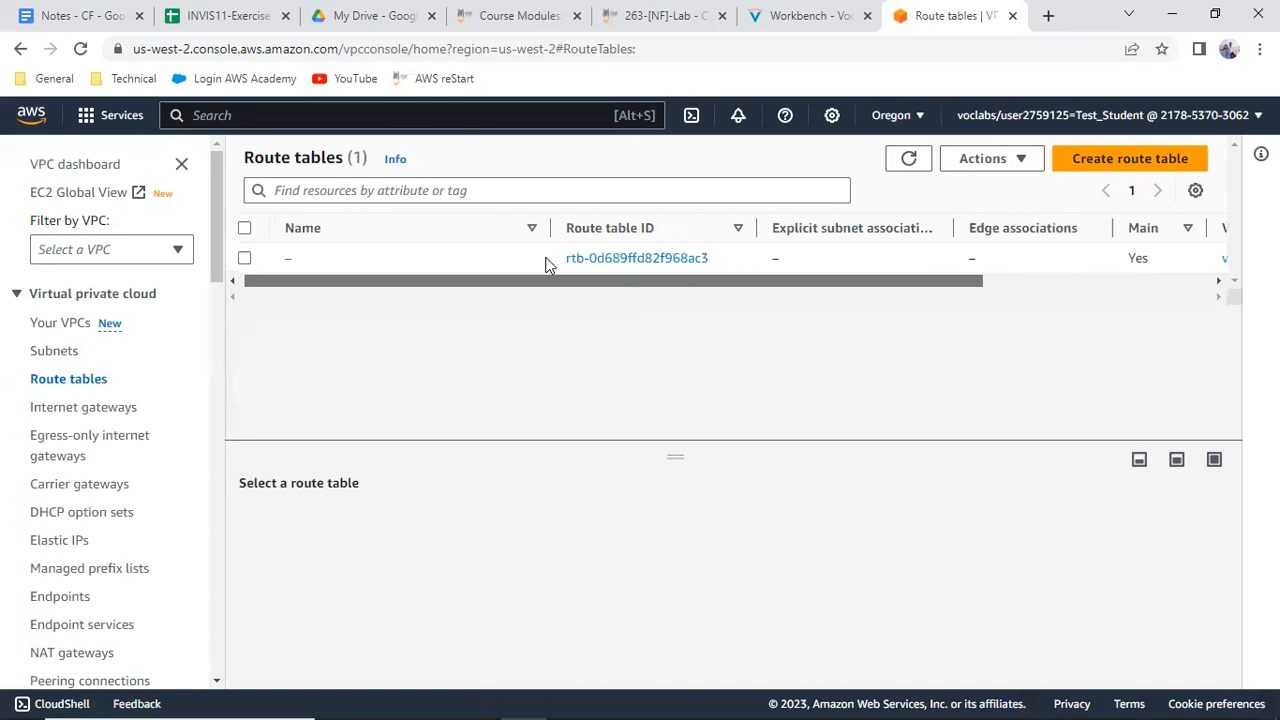 Notes - CF - Goo
INVIS11-Exercise
My Drive - Googl
Course Modules:
263-[NF]-Lab - C
Workbench - Voc
Route tables | VP
us-west-2.console.aws.amazon.com/vpcconsole/home?region=us-west-2#RouteTables:
General
Technical
Login AWS Academy
YouTube
AWS reStart
aws
Services
Search
[Alt+S]
Oregon
voclabs/user2759125=Test_Student @ 2178-5370-3062
VPC dashboard
EC2 Global View New
Filter by VPC:
Select a VPC
Virtual private cloud
Your VPCs New
Subnets
Route tables
Internet gateways
Egress-only internet
gateways
Carrier gateways
DHCP option sets
Elastic IPs
Managed prefix lists
Endpoints
Endpoint services
NAT gateways
Peering connections
Route tables (1) Info
Actions
Create route table
Find resources by attribute or tag
1
Name Route table ID Explicit subnet associati... Edge associations Main V
– rtb-0d689ffd82f968ac3 – – Yes v
Select a route table
CloudShell
Feedback
© 2023, Amazon Web Services, Inc. or its affiliates.
Privacy
Terms
Cookie preferences